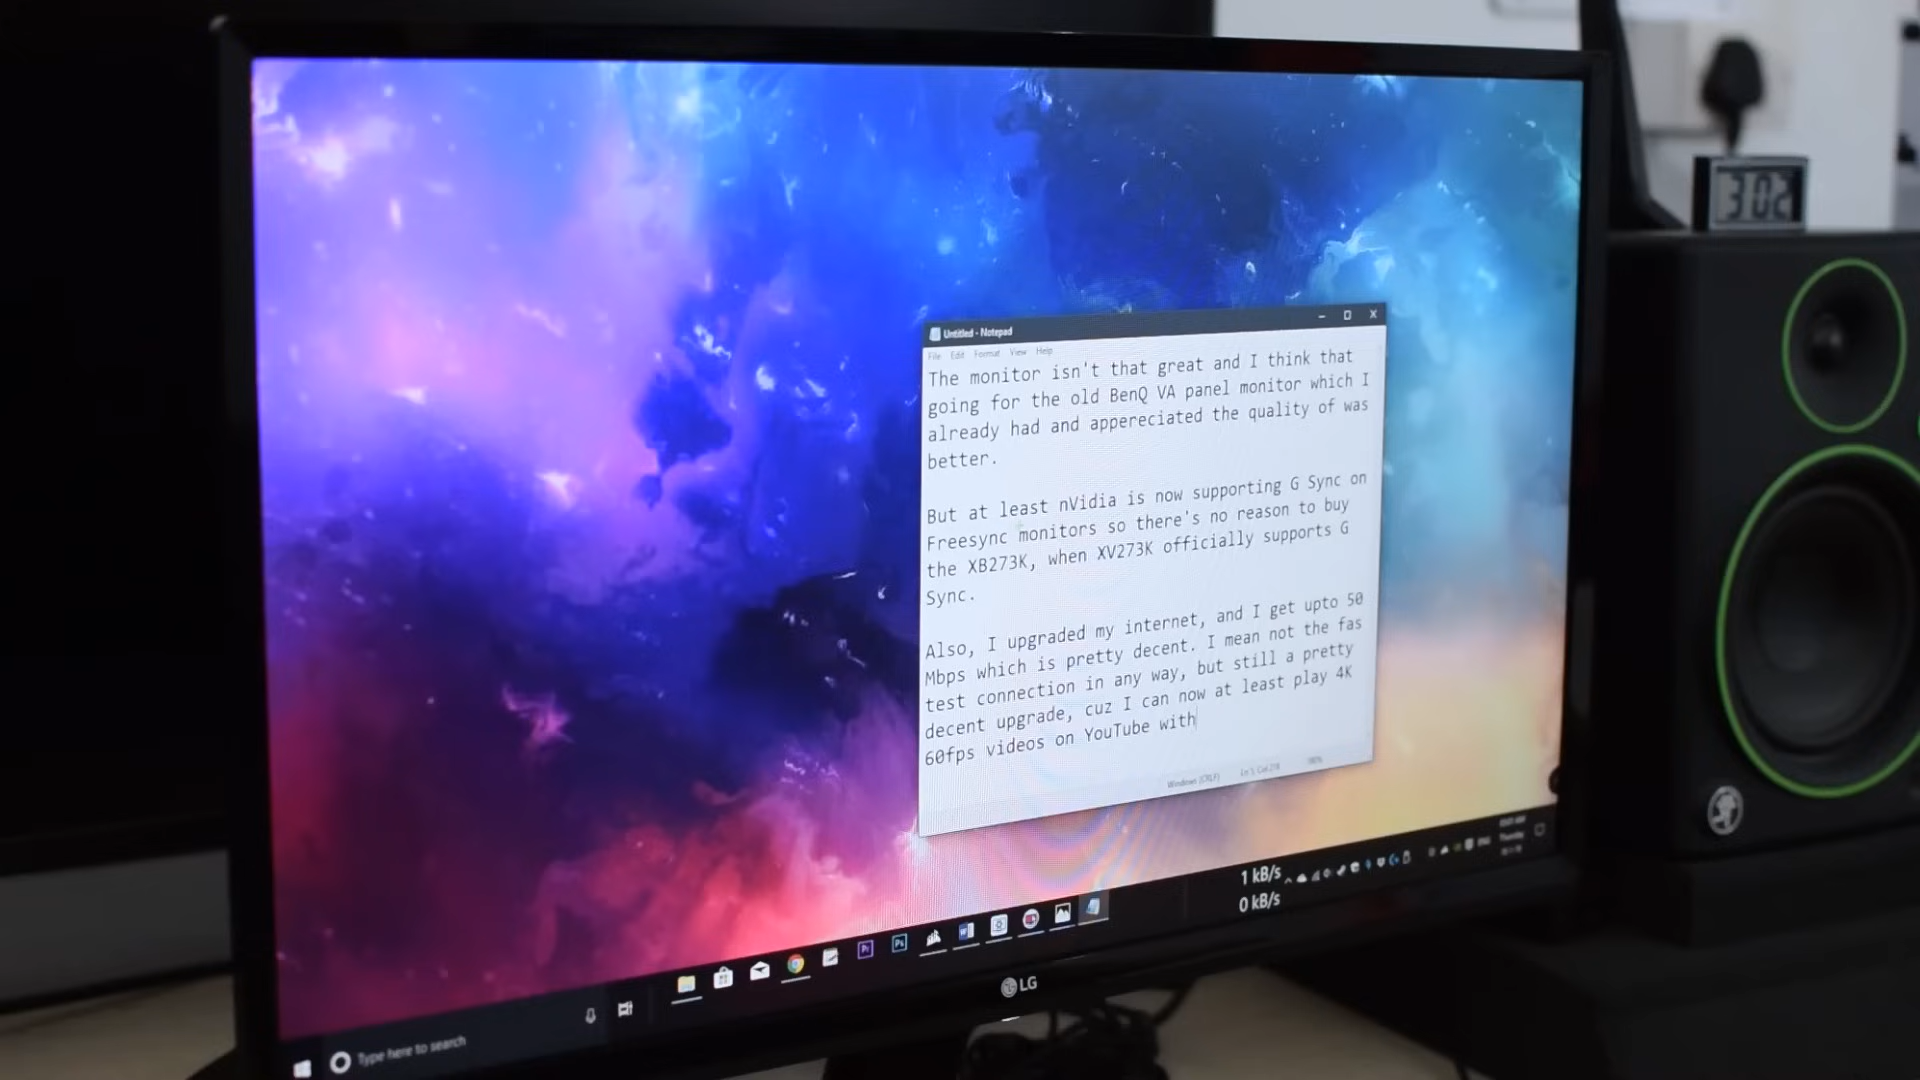 302
Untitled - Notepad
File Edit Format View Help
The monitor isn't that great and I think that
going for the old BenQ VA panel monitor which I
already had and appereciated the quality of was
better.
But at least nVidia is now supporting G Sync on
Freesync monitors so there's no reason to buy
the XB273K, when XV273K officially supports G
Sync.
Also, I upgraded my internet, and I get upto 50
Mbps which is pretty decent. I mean not the fas
test connection in any way, but still a pretty
decent upgrade, cuz I can now at least play 4K
60fps videos on YouTube with
Windows (CRLF)
1 kB/s
0 kB/s
Pr
Ps
LG
Type here to search